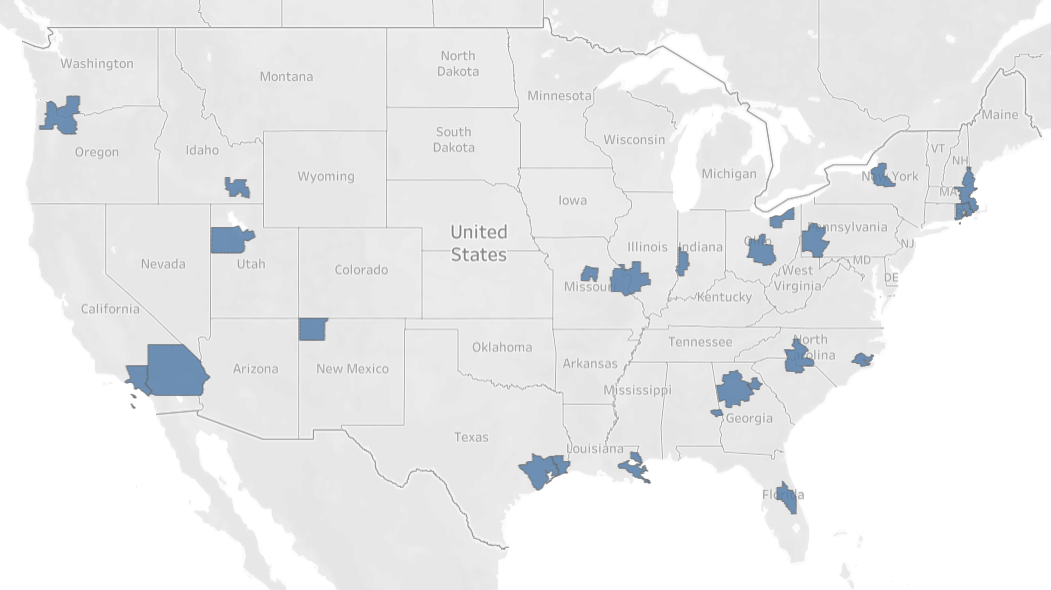 Washington
Montana
North
Dakota
Minnesota
Maine
Oregon
Idaho
South
Dakota
Wisconsin
VT
NH
Wyoming
Michigan
New York
MA
Iowa
United
States
Nevada
Utah
Colorado
Illinois
Indiana
Ohio
Pennsylvania
NJ
MD
DE
West
Virginia
Missouri
Kentucky
California
Arizona
New Mexico
Oklahoma
Arkansas
Tennessee
North
Carolina
Mississippi
Georgia
Texas
Louisiana
Florida